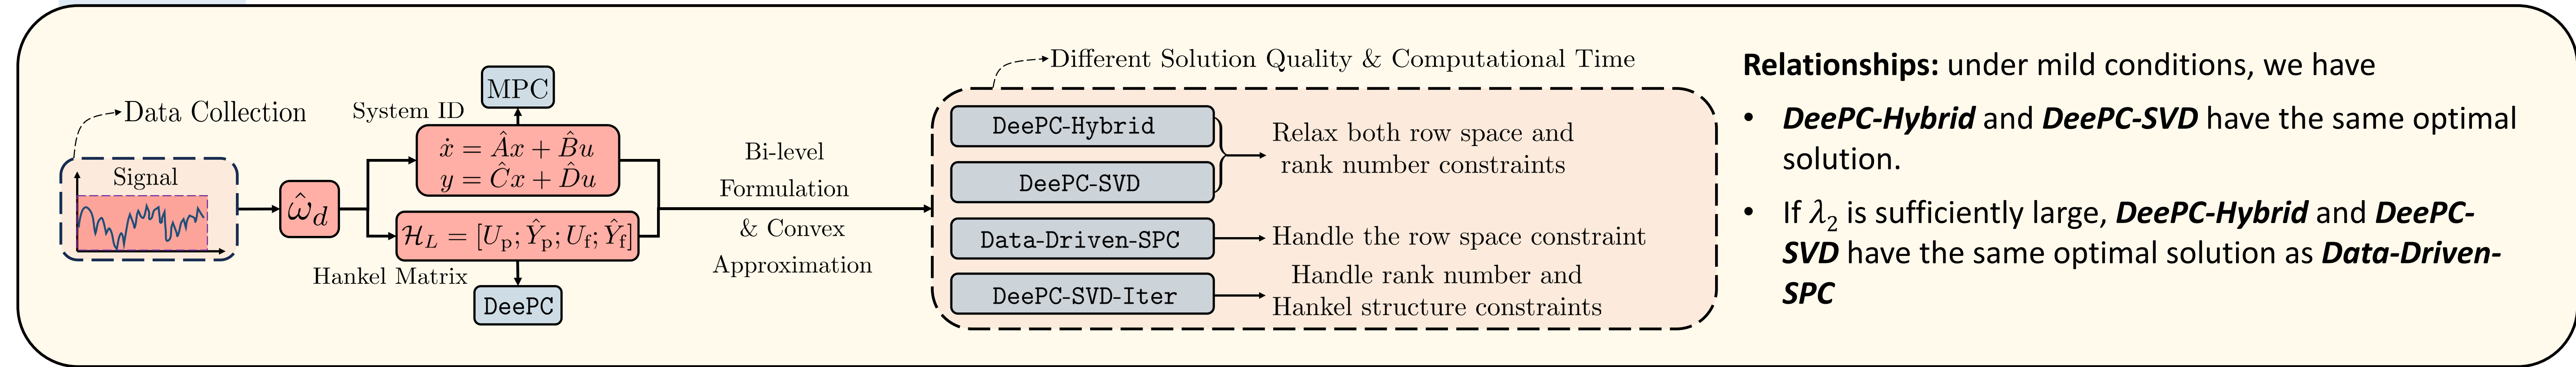 Data Collection
Signal
ω̂_d
System ID
MPC
ẋ = Âx + B̂u
y = Ĉx + D̂u
ℋ_L = [U_p; Ŷ_p; U_f; Ŷ_f]
Hankel Matrix
DeePC
Bi-level
Formulation
& Convex
Approximation
Different Solution Quality & Computational Time
DeePC-Hybrid
DeePC-SVD
Relax both row space and
rank number constraints
Data-Driven-SPC
Handle the row space constraint
DeePC-SVD-Iter
Handle rank number and
Hankel structure constraints
Relationships: under mild conditions, we have
• DeePC-Hybrid and DeePC-SVD have the same optimal
solution.
• If λ₂ is sufficiently large, DeePC-Hybrid and DeePC-
SVD have the same optimal solution as Data-Driven-
SPC